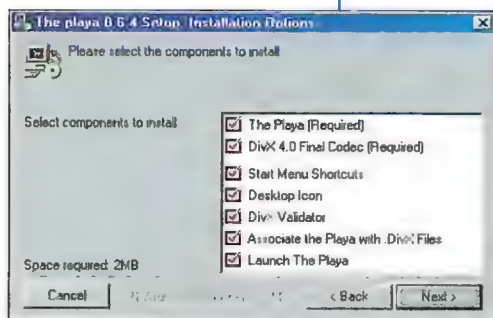 The playa 0.6.4 Setup: Installation Options
Please select the components to install
Select components to install
The Playa (Required)
DivX 4.0 Final Codec (Required)
Start Menu Shortcuts
Desktop Icon
DivX Validator
Associate the Playa with .DivX Files
Launch The Playa
Space required: 2MB
Cancel
< Back
Next >